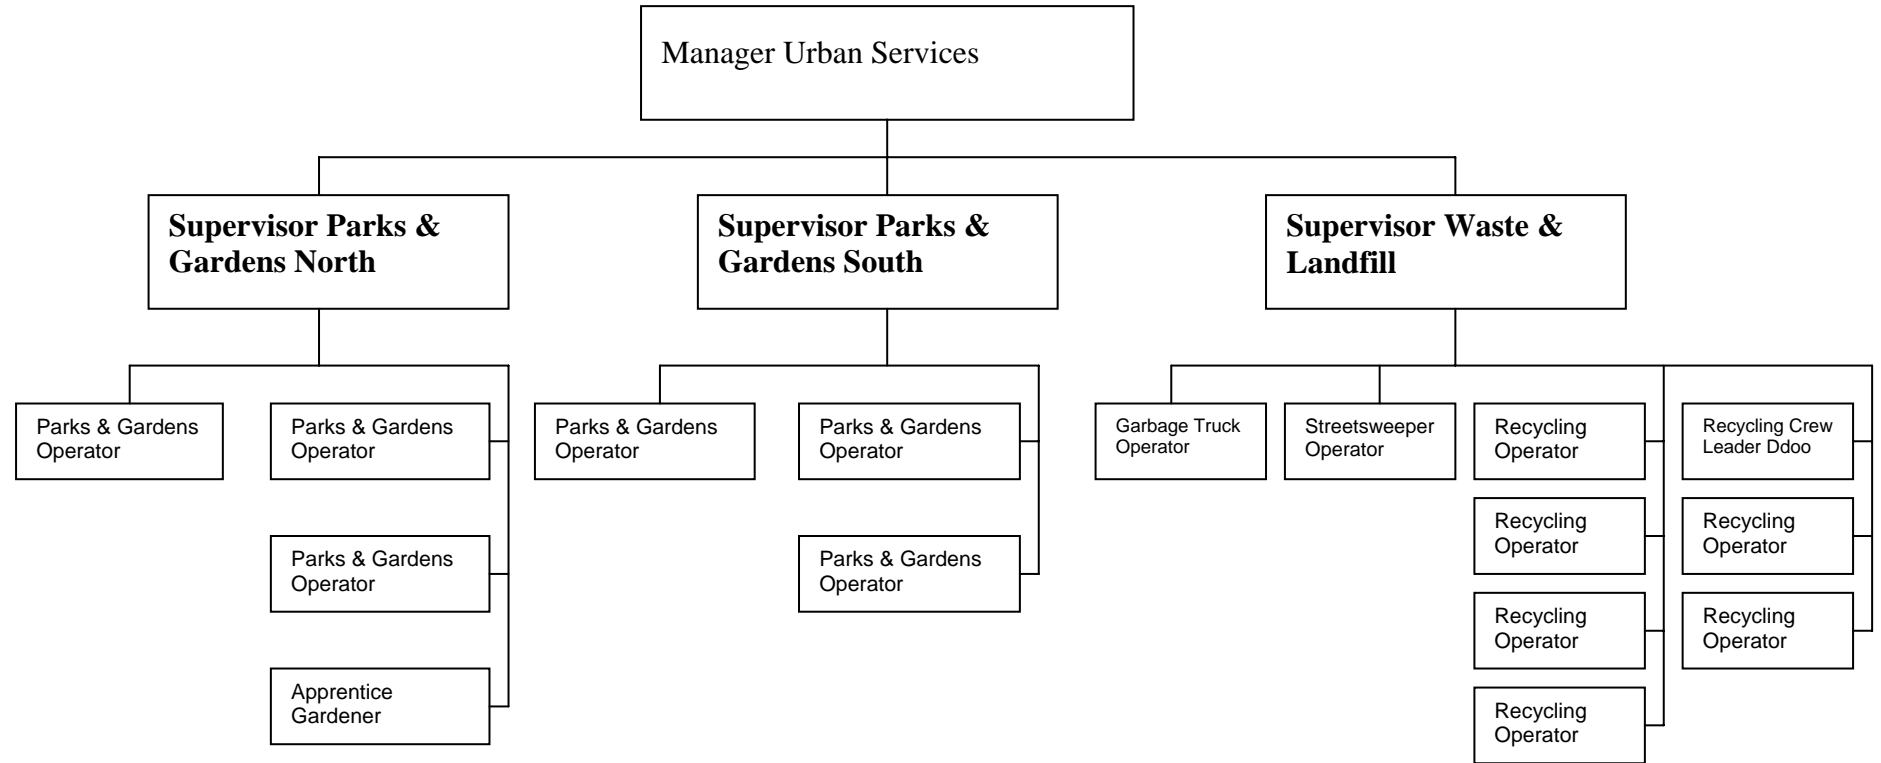 Manager Urban Services
Supervisor Parks &
Gardens North
Supervisor Parks &
Gardens South
Supervisor Waste &
Landfill
Parks & Gardens
Operator
Parks & Gardens
Operator
Parks & Gardens
Operator
Apprentice
Gardener
Parks & Gardens
Operator
Parks & Gardens
Operator
Parks & Gardens
Operator
Garbage Truck
Operator
Streetsweeper
Operator
Recycling
Operator
Recycling
Operator
Recycling
Operator
Recycling
Operator
Recycling Crew
Leader Ddoo
Recycling
Operator
Recycling
Operator